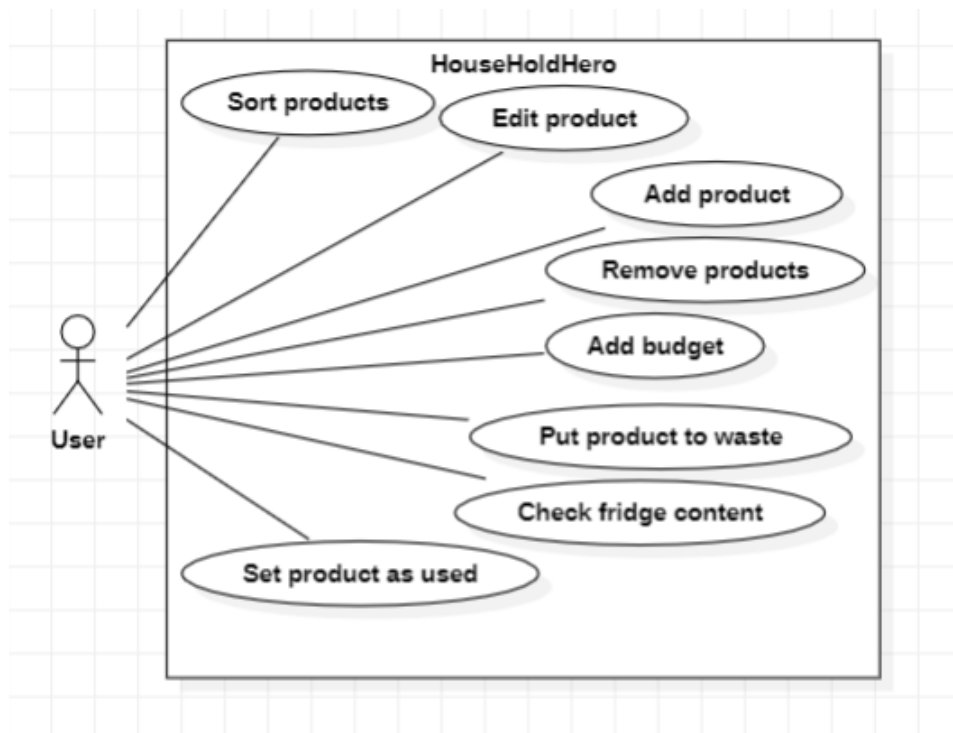 HouseHoldHero
Sort products
Edit product
Add product
Remove products
Add budget
User
Put product to waste
Check fridge content
Set product as used